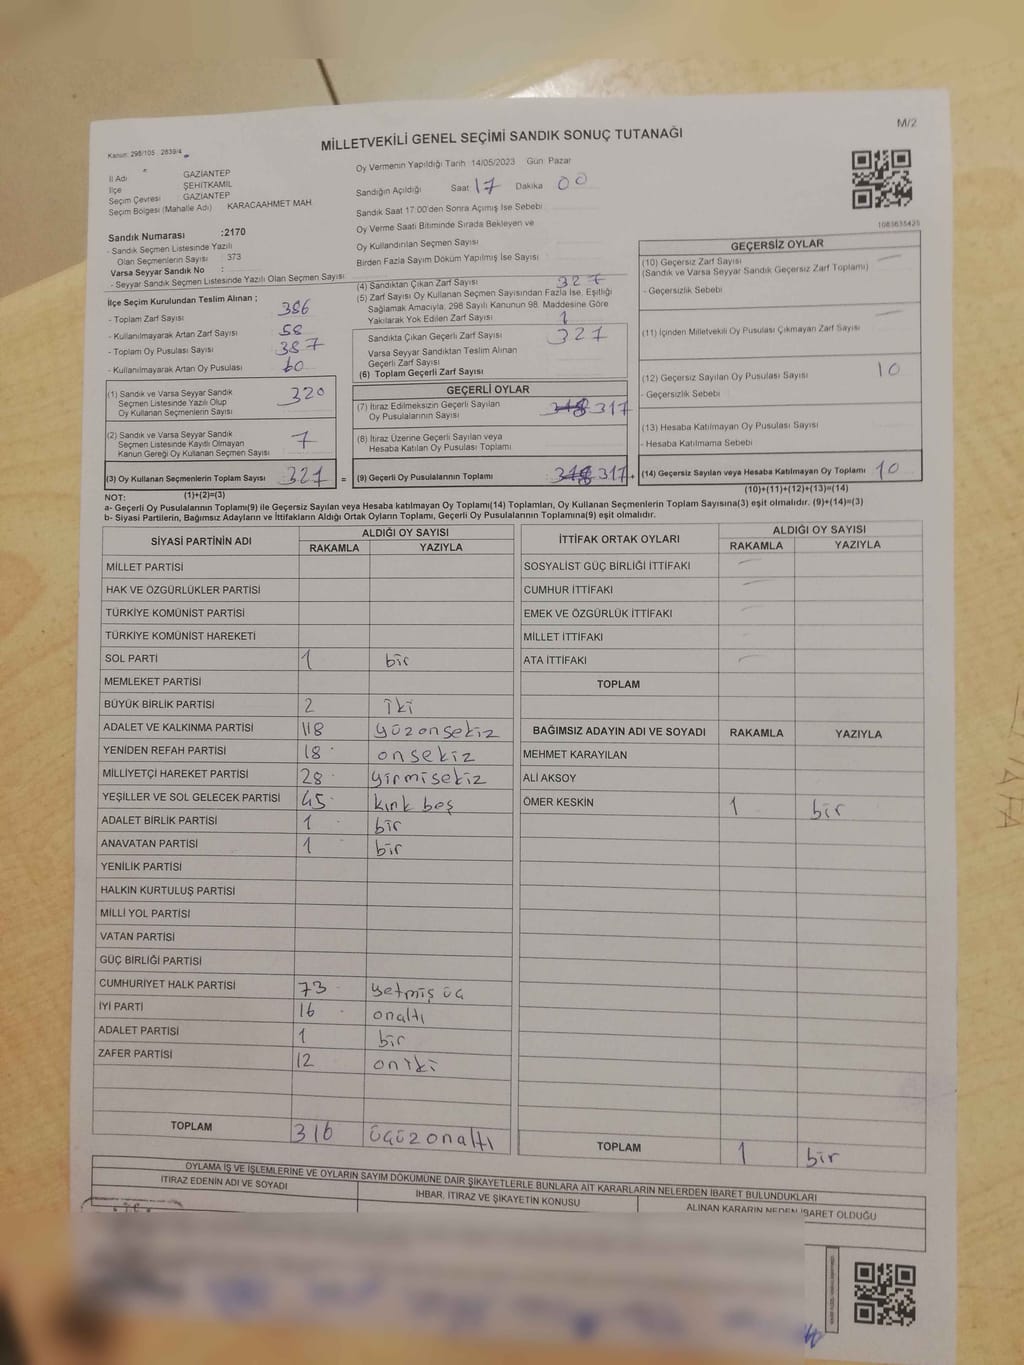 M/2
Kanun: 298/105 2839/4
MİLLETVEKİLİ GENEL SEÇİMİ SANDIK SONUÇ TUTANAĞI
İl Adı GAZİANTEP
İlçe ŞEHİTKAMİL
Seçim Çevresi : GAZİANTEP
Seçim Bölgesi (Mahalle Adı) KARACAAHMET MAH.
Sandık Numarası :2170
- Sandık Seçmen Listesinde Yazılı
Olan Seçmenlerin Sayısı : 373
Varsa Seyyar Sandık No :
- Seyyar Sandık Seçmen Listesinde Yazılı Olan Seçmen Sayısı:
Oy Vermenin Yapıldığı Tarih 14/05/2023 Gün: Pazar
Sandığın Açıldığı Saat 17 Dakika 00
Sandık Saat 17:00'den Sonra Açımış İse Sebebi
Oy Verme Saati Bitiminde Sırada Bekleyen ve
Oy Kullandırılan Seçmen Sayısı
Birden Fazla Sayım Döküm Yapılmış İse Sayısı
1083635425
İlçe Seçim Kurulundan Teslim Alınan ;
- Toplam Zarf Sayısı 386
- Kullanılmayarak Artan Zarf Sayısı 58
- Toplam Oy Pusulası Sayısı 387
- Kullanılmayarak Artan Oy Pusulası 60
(1) Sandık ve Varsa Seyyar Sandık
Seçmen Listesinde Yazılı Olup
Oy Kullanan Seçmenlerin Sayısı 320
(2) Sandık ve Varsa Seyyar Sandık
Seçmen Listesinde Kayıtlı Olmayan
Kanun Gereği Oy Kullanan Seçmen Sayısı 7
(3) Oy Kullanan Seçmenlerin Toplam Sayısı 327 =
(1)+(2)=(3)
(4) Sandıktan Çıkan Zarf Sayısı 327
(5) Zarf Sayısı Oy Kullanan Seçmen Sayısından Fazla İse, Eşitliği
Sağlamak Amacıyla, 298 Sayılı Kanunun 98. Maddesine Göre
Yakılarak Yok Edilen Zarf Sayısı 1
Sandıkta Çıkan Geçerli Zarf Sayısı 327
Varsa Seyyar Sandıktan Teslim Alınan
Geçerli Zarf Sayısı
(6) Toplam Geçerli Zarf Sayısı
GEÇERLİ OYLAR
(7) İtiraz Edilmeksizin Geçerli Sayılan
Oy Pusulalarının Sayısı 318 317
(8) İtiraz Üzerine Geçerli Sayılan veya
Hesaba Katılan Oy Pusulası Toplamı
(9) Geçerli Oy Pusulalarının Toplamı 318 317 +
GEÇERSİZ OYLAR
(10) Geçersiz Zarf Sayısı
(Sandık ve Varsa Seyyar Sandık Geçersiz Zarf Toplamı)
- Geçersizlik Sebebi
(11) İçinden Milletvekili Oy Pusulası Çıkmayan Zarf Sayısı
(12) Geçersiz Sayılan Oy Pusulası Sayısı 10
- Geçersizlik Sebebi
(13) Hesaba Katılmayan Oy Pusulası Sayısı
- Hesaba Katılmama Sebebi
(14) Geçersiz Sayılan veya Hesaba Katılmayan Oy Toplamı 10
(10)+(11)+(12)+(13)=(14)
NOT:
a- Geçerli Oy Pusulalarının Toplamı(9) ile Geçersiz Sayılan veya Hesaba katılmayan Oy Toplamı(14) Toplamları, Oy Kullanan Seçmenlerin Toplam Sayısına(3) eşit olmalıdır. (9)+(14)=(3)
b- Siyasi Partilerin, Bağımsız Adayların ve İttifakların Aldığı Ortak Oyların Toplamı, Geçerli Oy Pusulalarının Toplamına(9) eşit olmalıdır.
SİYASİ PARTİNİN ADI ALDIĞI OY SAYISI
RAKAMLA YAZIYLA
MİLLET PARTİSİ
HAK VE ÖZGÜRLÜKLER PARTİSİ
TÜRKİYE KOMÜNİST PARTİSİ
TÜRKİYE KOMÜNİST HAREKETİ
SOL PARTİ 1 bir
MEMLEKET PARTİSİ
BÜYÜK BİRLİK PARTİSİ 2 iki
ADALET VE KALKINMA PARTİSİ 118 yüzonsekiz
YENİDEN REFAH PARTİSİ 18 onsekiz
MİLLİYETÇİ HAREKET PARTİSİ 28 yirmisekiz
YEŞİLLER VE SOL GELECEK PARTİSİ 45 kırk beş
ADALET BİRLİK PARTİSİ 1 bir
ANAVATAN PARTİSİ 1 bir
YENİLİK PARTİSİ
HALKIN KURTULUŞ PARTİSİ
MİLLİ YOL PARTİSİ
VATAN PARTİSİ
GÜÇ BİRLİĞİ PARTİSİ
CUMHURİYET HALK PARTİSİ 73 yetmiş üç
İYİ PARTİ 16 onaltı
ADALET PARTİSİ 1 bir
ZAFER PARTİSİ 12 oniki
TOPLAM 316 üçüzonaltı
İTTİFAK ORTAK OYLARI ALDIĞI OY SAYISI
RAKAMLA YAZIYLA
SOSYALİST GÜÇ BİRLİĞİ İTTİFAKI
CUMHUR İTTİFAKI
EMEK VE ÖZGÜRLÜK İTTİFAKI
MİLLET İTTİFAKI
ATA İTTİFAKI
TOPLAM
BAĞIMSIZ ADAYIN ADI VE SOYADI RAKAMLA YAZIYLA
MEHMET KARAYILAN
ALİ AKSOY
ÖMER KESKİN 1 bir
TOPLAM 1 bir
OYLAMA İŞ VE İŞLEMLERİNE VE OYLARIN SAYIM DÖKÜMÜNE DAİR ŞİKAYETLERLE BUNLARA AİT KARARLARIN NELERDEN İBARET BULUNDUKLARI
İTİRAZ EDENİN ADI VE SOYADI İHBAR, İTİRAZ VE ŞİKAYETİN KONUSU ALINAN KARARIN NEDEN İBARET OLDUĞU